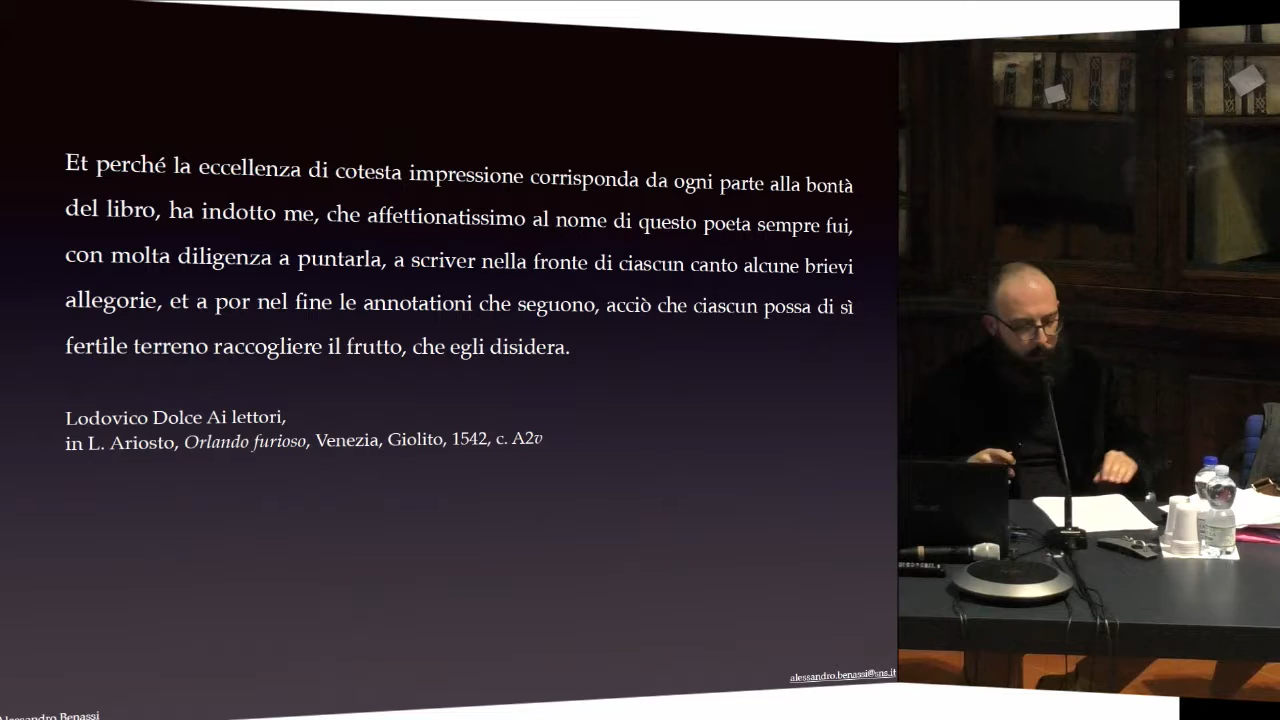 Et perché la eccellenza di cotesta impressione corrisponda da ogni parte alla bontà
del libro, ha indotto me, che affettionatissimo al nome di questo poeta sempre fui,
con molta diligenza a puntarla, a scriver nella fronte di ciascun canto alcune brievi
allegorie, et a por nel fine le annotationi che seguono, acciò che ciascun possa di sì
fertile terreno raccogliere il frutto, che egli disidera.
Lodovico Dolce Ai lettori,
in L. Ariosto, Orlando furioso, Venezia, Giolito, 1542, c. A2v
alessandro.benassi@sns.it
Alessandro Benassi